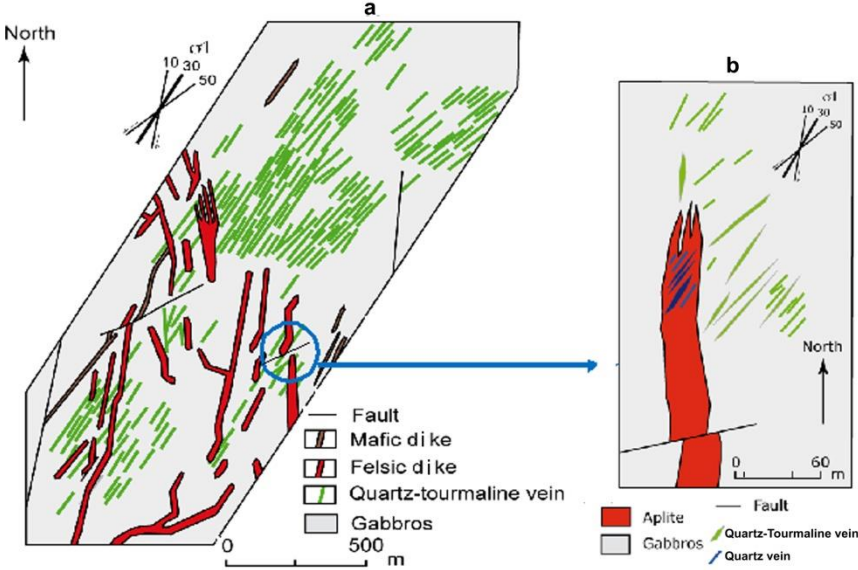 a
North
σ1
10
30
50
Fault
Mafic dike
Felsic dike
Quartz-tourmaline vein
Gabbros
0 500
m
b
σ1
10
30
50
North
0 60
m
Aplite
Gabbros
Fault
Quartz-Tourmaline vein
Quartz vein